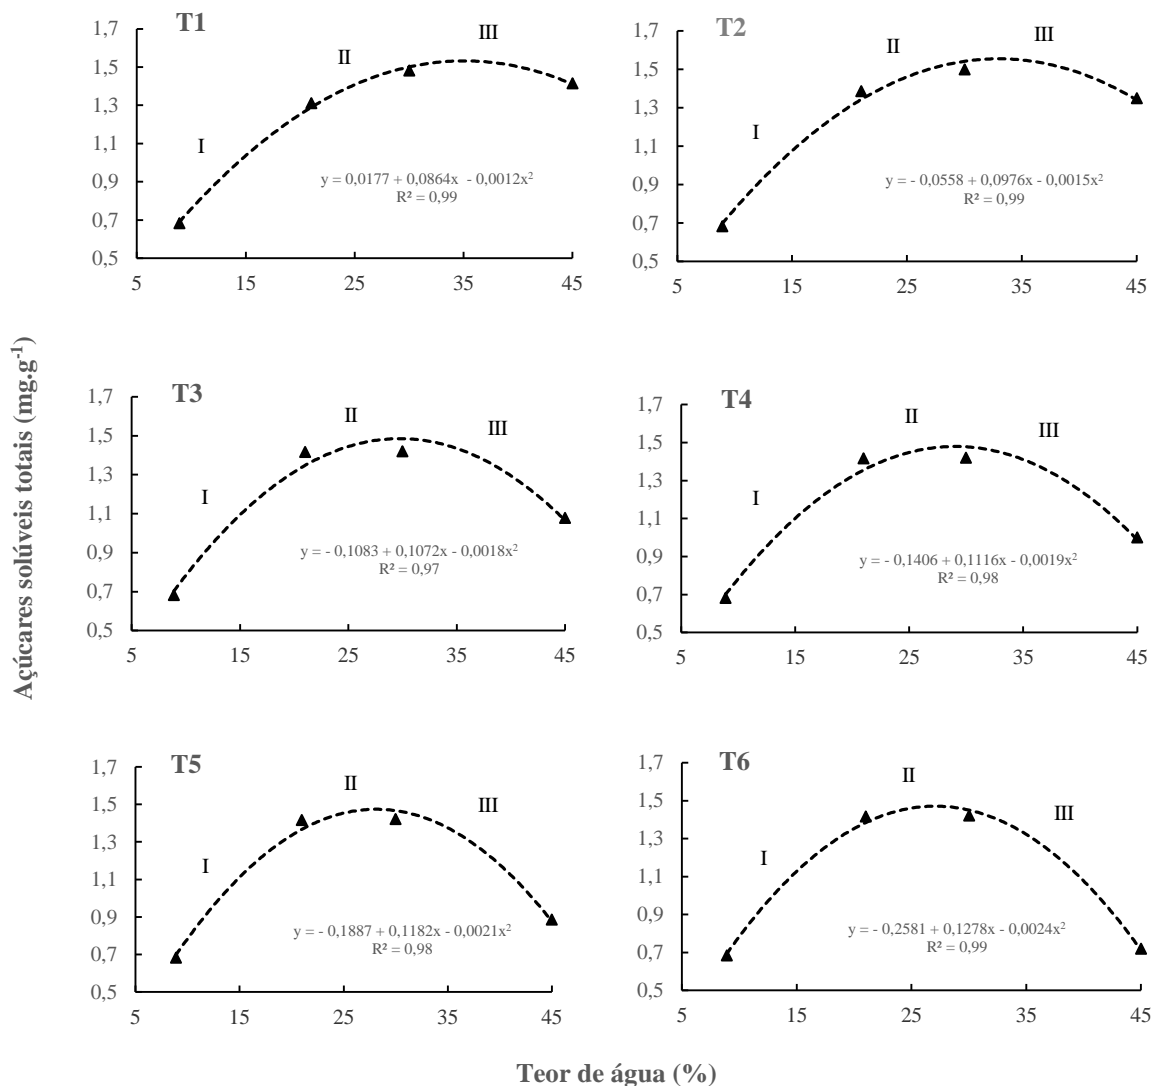 Açúcares solúveis totais (mg.g⁻¹)
T1
1,7
1,5
1,3
1,1
0,9
0,7
0,5
I
II
III
y = 0,0177 + 0,0864x - 0,0012x²
R² = 0,99
5
15
25
35
45
T2
1,7
1,5
1,3
1,1
0,9
0,7
0,5
I
II
III
y = - 0,0558 + 0,0976x - 0,0015x²
R² = 0,99
5
15
25
35
45
T3
1,7
1,5
1,3
1,1
0,9
0,7
0,5
I
II
III
y = - 0,1083 + 0,1072x - 0,0018x²
R² = 0,97
5
15
25
35
45
T4
1,7
1,5
1,3
1,1
0,9
0,7
0,5
I
II
III
y = - 0,1406 + 0,1116x - 0,0019x²
R² = 0,98
5
15
25
35
45
T5
1,7
1,5
1,3
1,1
0,9
0,7
0,5
I
II
III
y = - 0,1887 + 0,1182x - 0,0021x²
R² = 0,98
5
15
25
35
45
T6
1,7
1,5
1,3
1,1
0,9
0,7
0,5
I
II
III
y = - 0,2581 + 0,1278x - 0,0024x²
R² = 0,99
5
15
25
35
45
Teor de água (%)